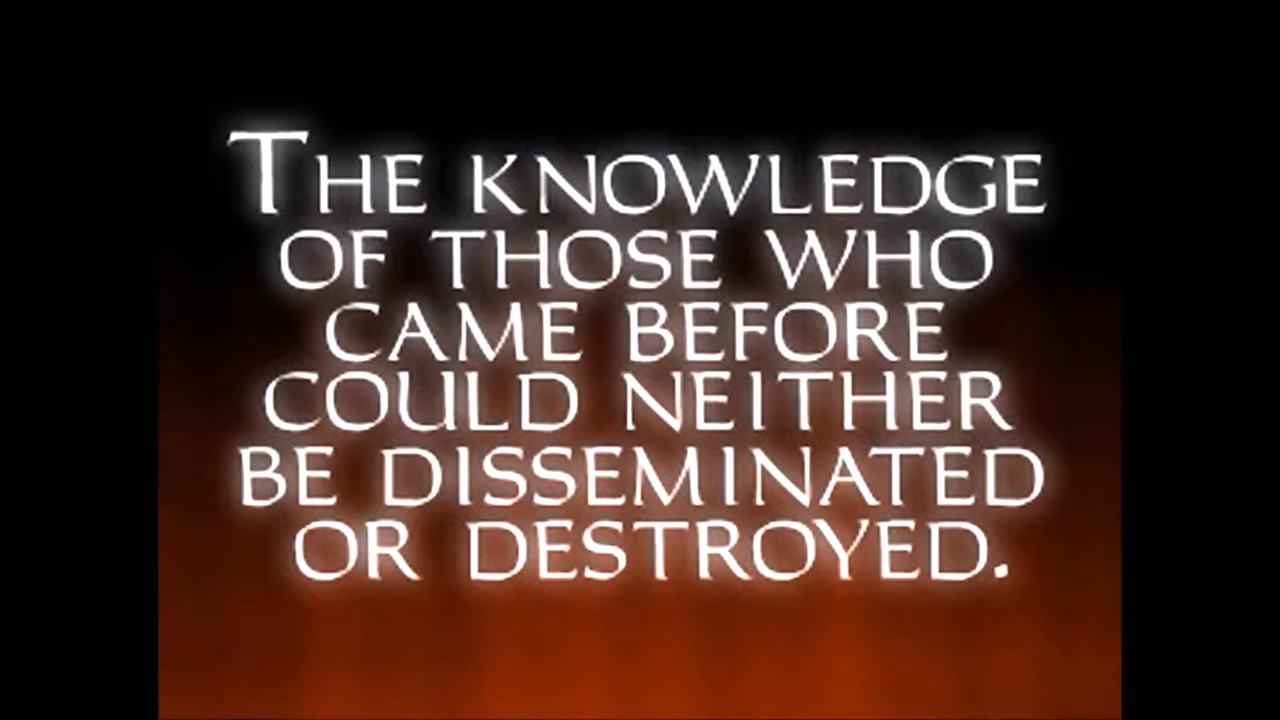 THE KNOWLEDGE
OF THOSE WHO
CAME BEFORE
COULD NEITHER
BE DISSEMINATED
OR DESTROYED.